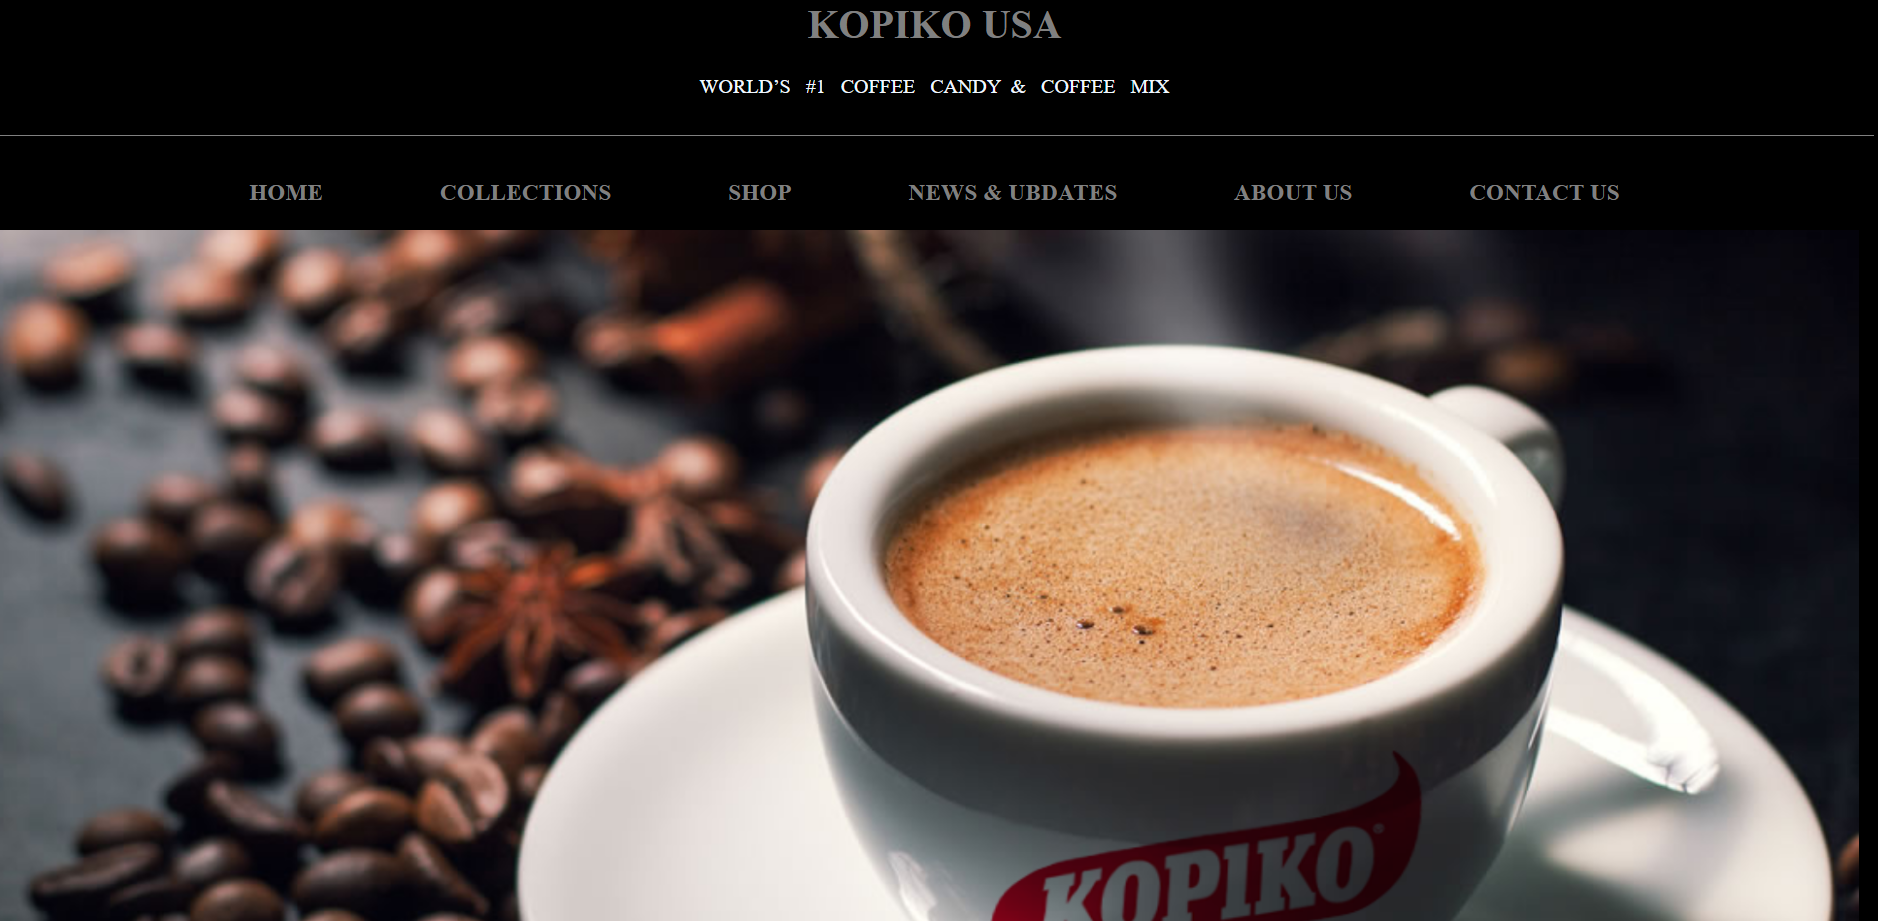 KOPIKO USA
WORLD’S #1 COFFEE CANDY & COFFEE MIX
HOME COLLECTIONS SHOP NEWS & UBDATES ABOUT US CONTACT US
KOPIKO®